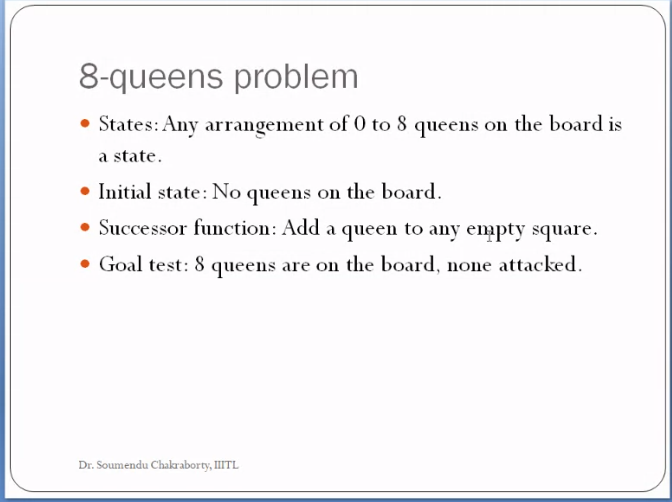 8-queens problem
• States: Any arrangement of 0 to 8 queens on the board is
a state.
• Initial state: No queens on the board.
• Successor function: Add a queen to any empty square.
• Goal test: 8 queens are on the board, none attacked.
Dr. Soumendu Chakraborty, IIITL